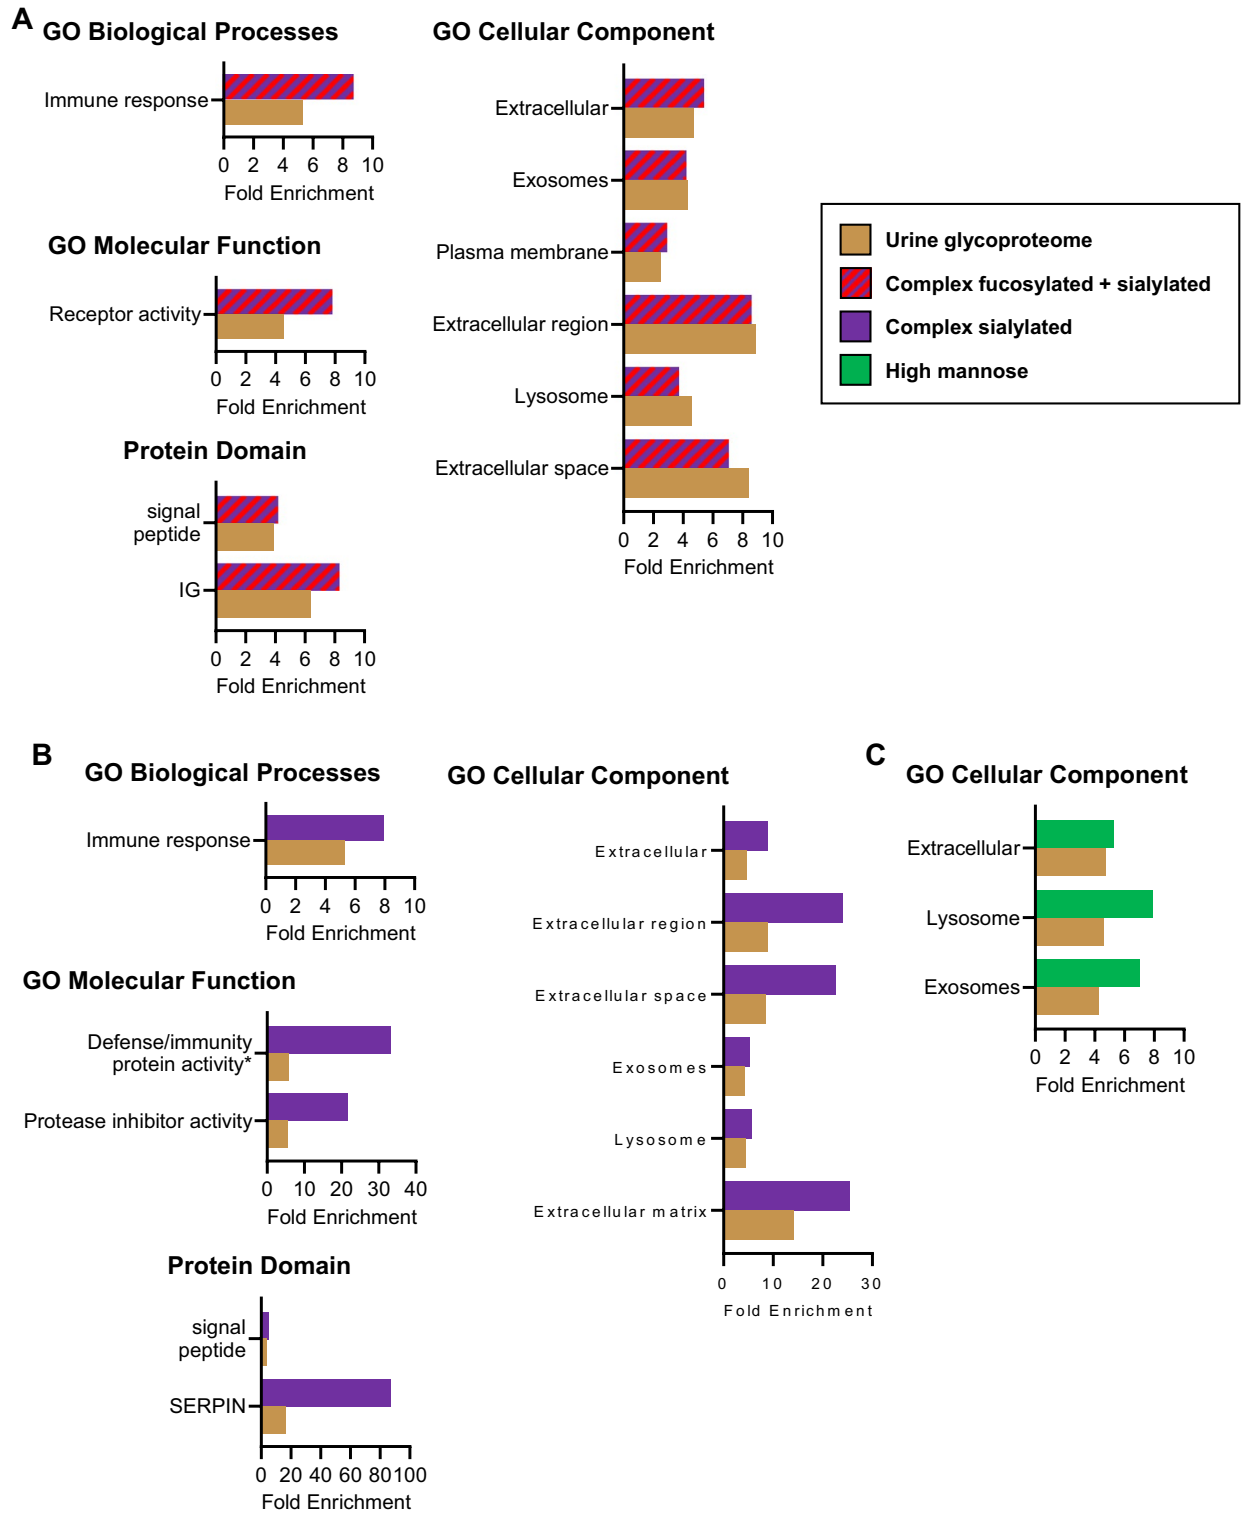 A
GO Biological Processes
Immune response
0 2 4 6 8 10
Fold Enrichment
GO Molecular Function
Receptor activity
0 2 4 6 8 10
Fold Enrichment
Protein Domain
signal
peptide
IG
0 2 4 6 8 10
Fold Enrichment
GO Cellular Component
Extracellular
Exosomes
Plasma membrane
Extracellular region
Lysosome
Extracellular space
0 2 4 6 8 10
Fold Enrichment
Urine glycoproteome
Complex fucosylated + sialylated
Complex sialylated
High mannose
B
GO Biological Processes
Immune response
0 2 4 6 8 10
Fold Enrichment
GO Molecular Function
Defense/immunity
protein activity*
Protease inhibitor activity
0 10 20 30 40
Fold Enrichment
Protein Domain
signal
peptide
SERPIN
0 20 40 60 80 100
Fold Enrichment
GO Cellular Component
Extracellular
Extracellular region
Extracellular space
Exosomes
Lysosome
Extracellular matrix
0 10 20 30
Fold Enrichment
C
GO Cellular Component
Extracellular
Lysosome
Exosomes
0 2 4 6 8 10
Fold Enrichment